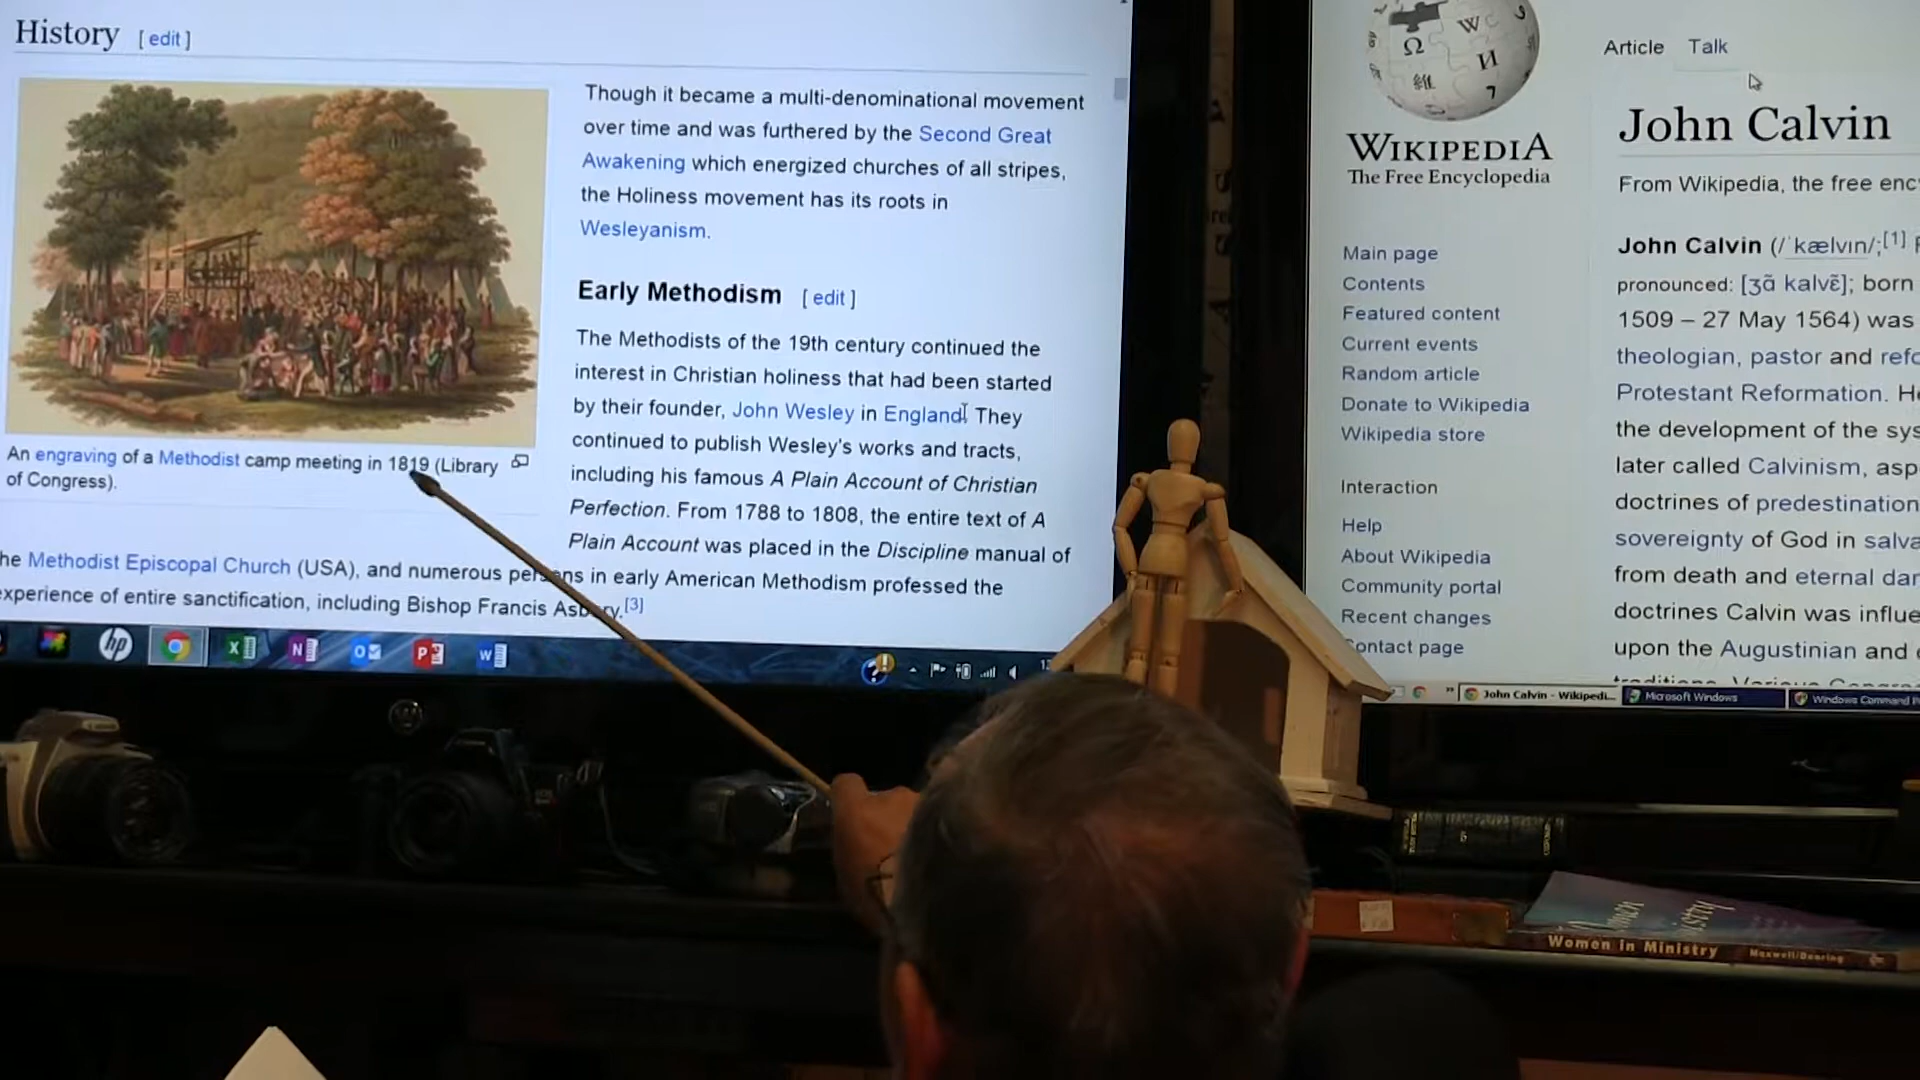 History [ edit ]
Though it became a multi-denominational movement
over time and was furthered by the Second Great
Awakening which energized churches of all stripes,
the Holiness movement has its roots in
Wesleyanism.
Early Methodism [ edit ]
The Methodists of the 19th century continued the
interest in Christian holiness that had been started
by their founder, John Wesley in England. They
continued to publish Wesley's works and tracts,
including his famous A Plain Account of Christian
Perfection. From 1788 to 1808, the entire text of A
Plain Account was placed in the Discipline manual of
An engraving of a Methodist camp meeting in 1819 (Library
of Congress).
he Methodist Episcopal Church (USA), and numerous persons in early American Methodism professed the
xperience of entire sanctification, including Bishop Francis Asbury.[3]
hp
WIKIPEDIA
The Free Encyclopedia
Main page
Contents
Featured content
Current events
Random article
Donate to Wikipedia
Wikipedia store
Interaction
Help
About Wikipedia
Community portal
Recent changes
ontact page
Article Talk
John Calvin
From Wikipedia, the free enc
John Calvin (/ˈkælvɪn/;[1]
pronounced: [ʒɑ̃ kalvɛ̃]; born
1509 – 27 May 1564) was
theologian, pastor and refo
Protestant Reformation. He
the development of the sys
later called Calvinism, asp
doctrines of predestination
sovereignty of God in salva
from death and eternal dar
doctrines Calvin was influe
upon the Augustinian and
John Calvin - Wikipedi...
Microsoft Windows
Windows Command P
Women in Ministry Maxwell/Dearing